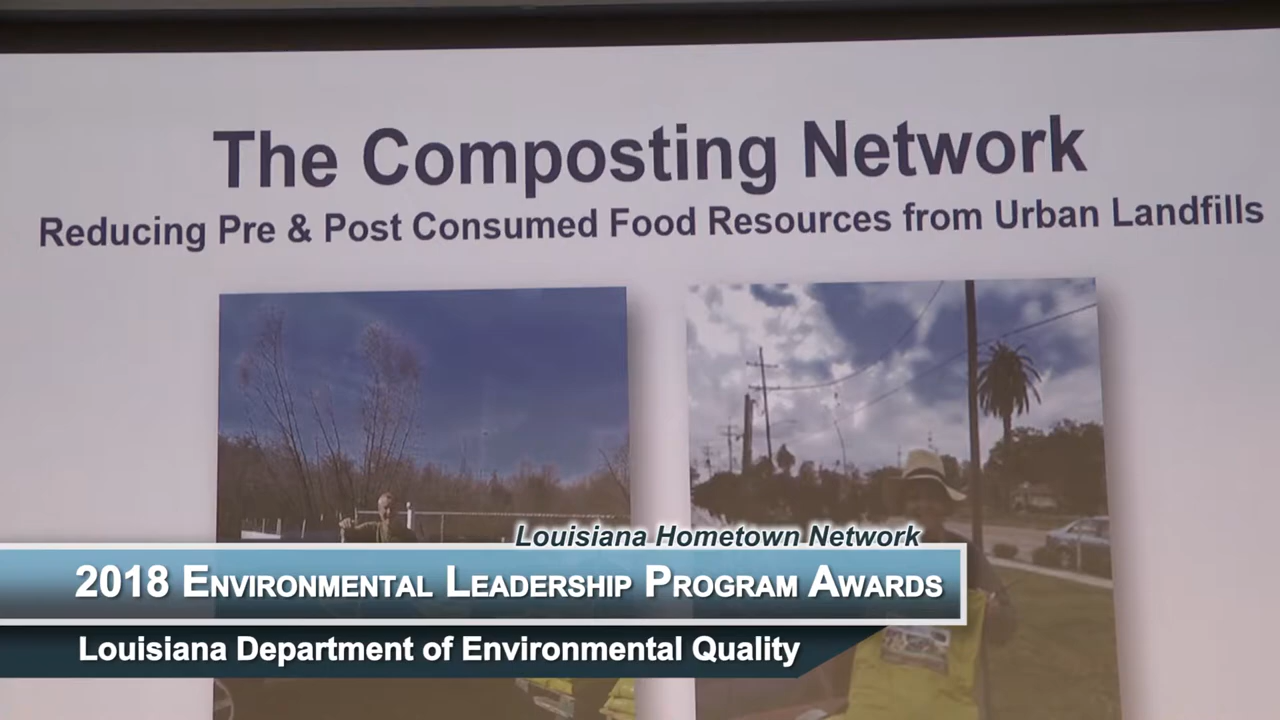 The Composting Network
Reducing Pre & Post Consumed Food Resources from Urban Landfills
Louisiana Hometown Network
2018 Environmental Leadership Program Awards
Louisiana Department of Environmental Quality